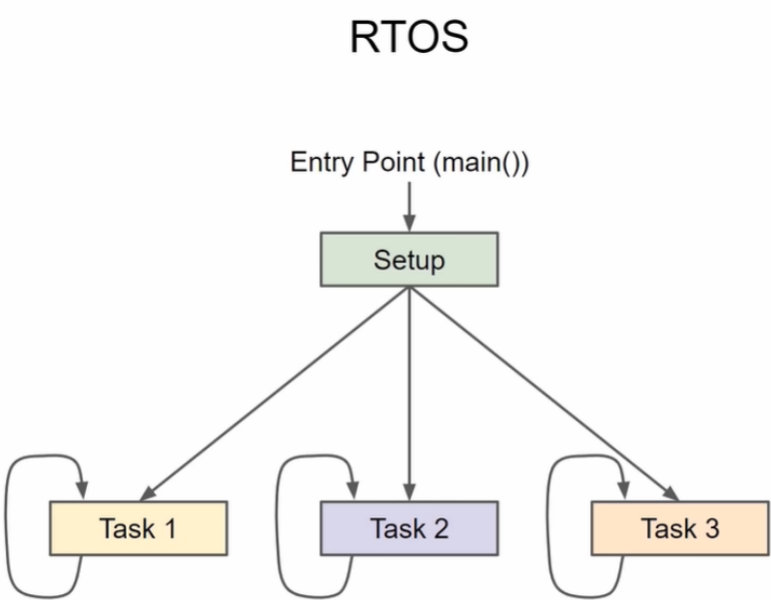 RTOS
Entry Point (main())
Setup
Task 1
Task 2
Task 3